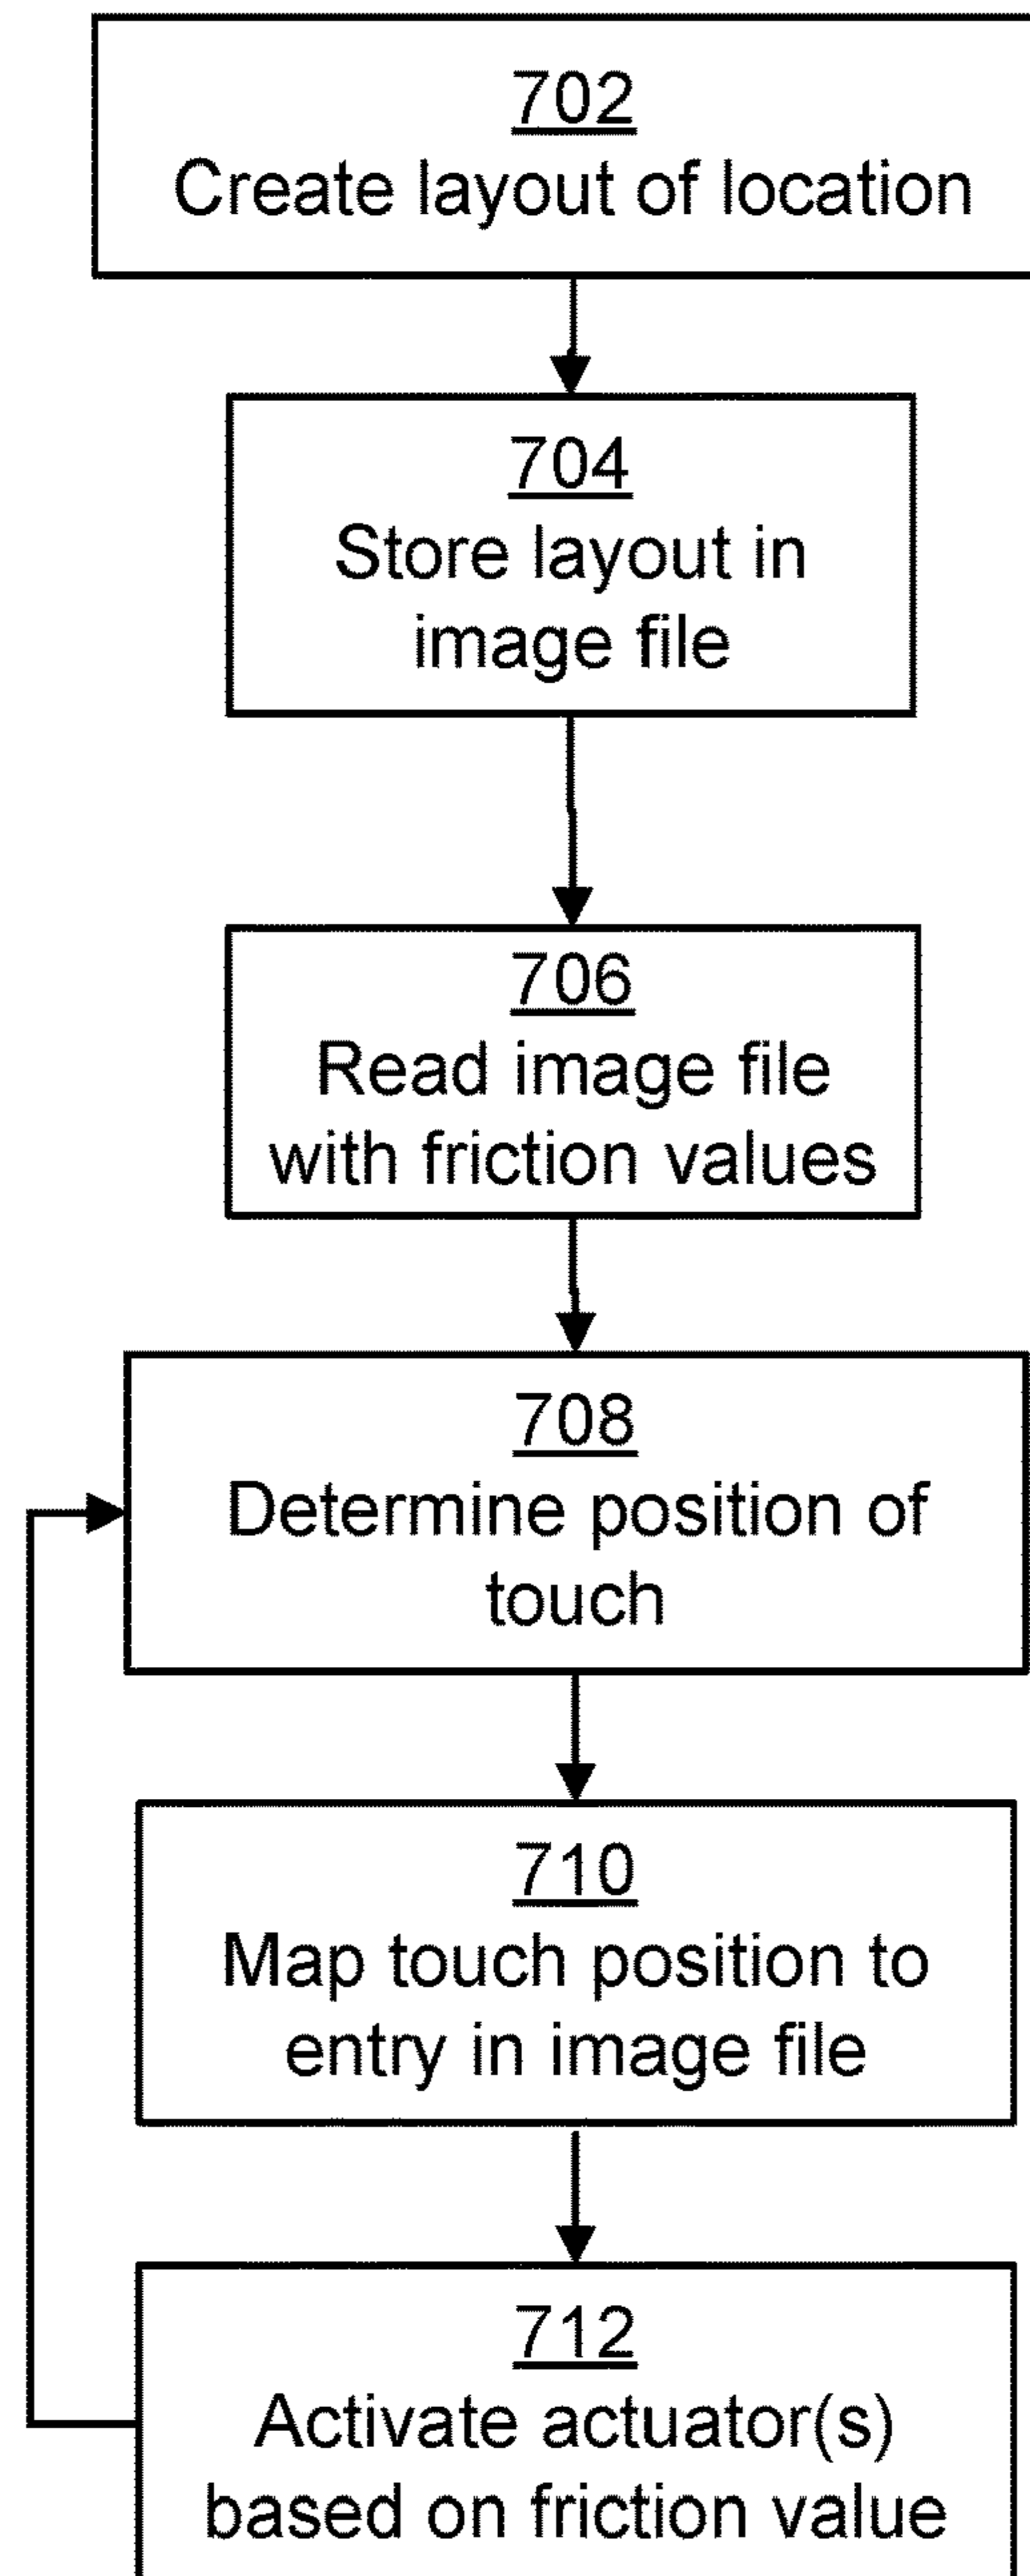 702
Create layout of location
704
Store layout in
image file
706
Read image file
with friction values
708
Determine position of
touch
710
Map touch position to
entry in image file
712
Activate actuator(s)
based on friction value